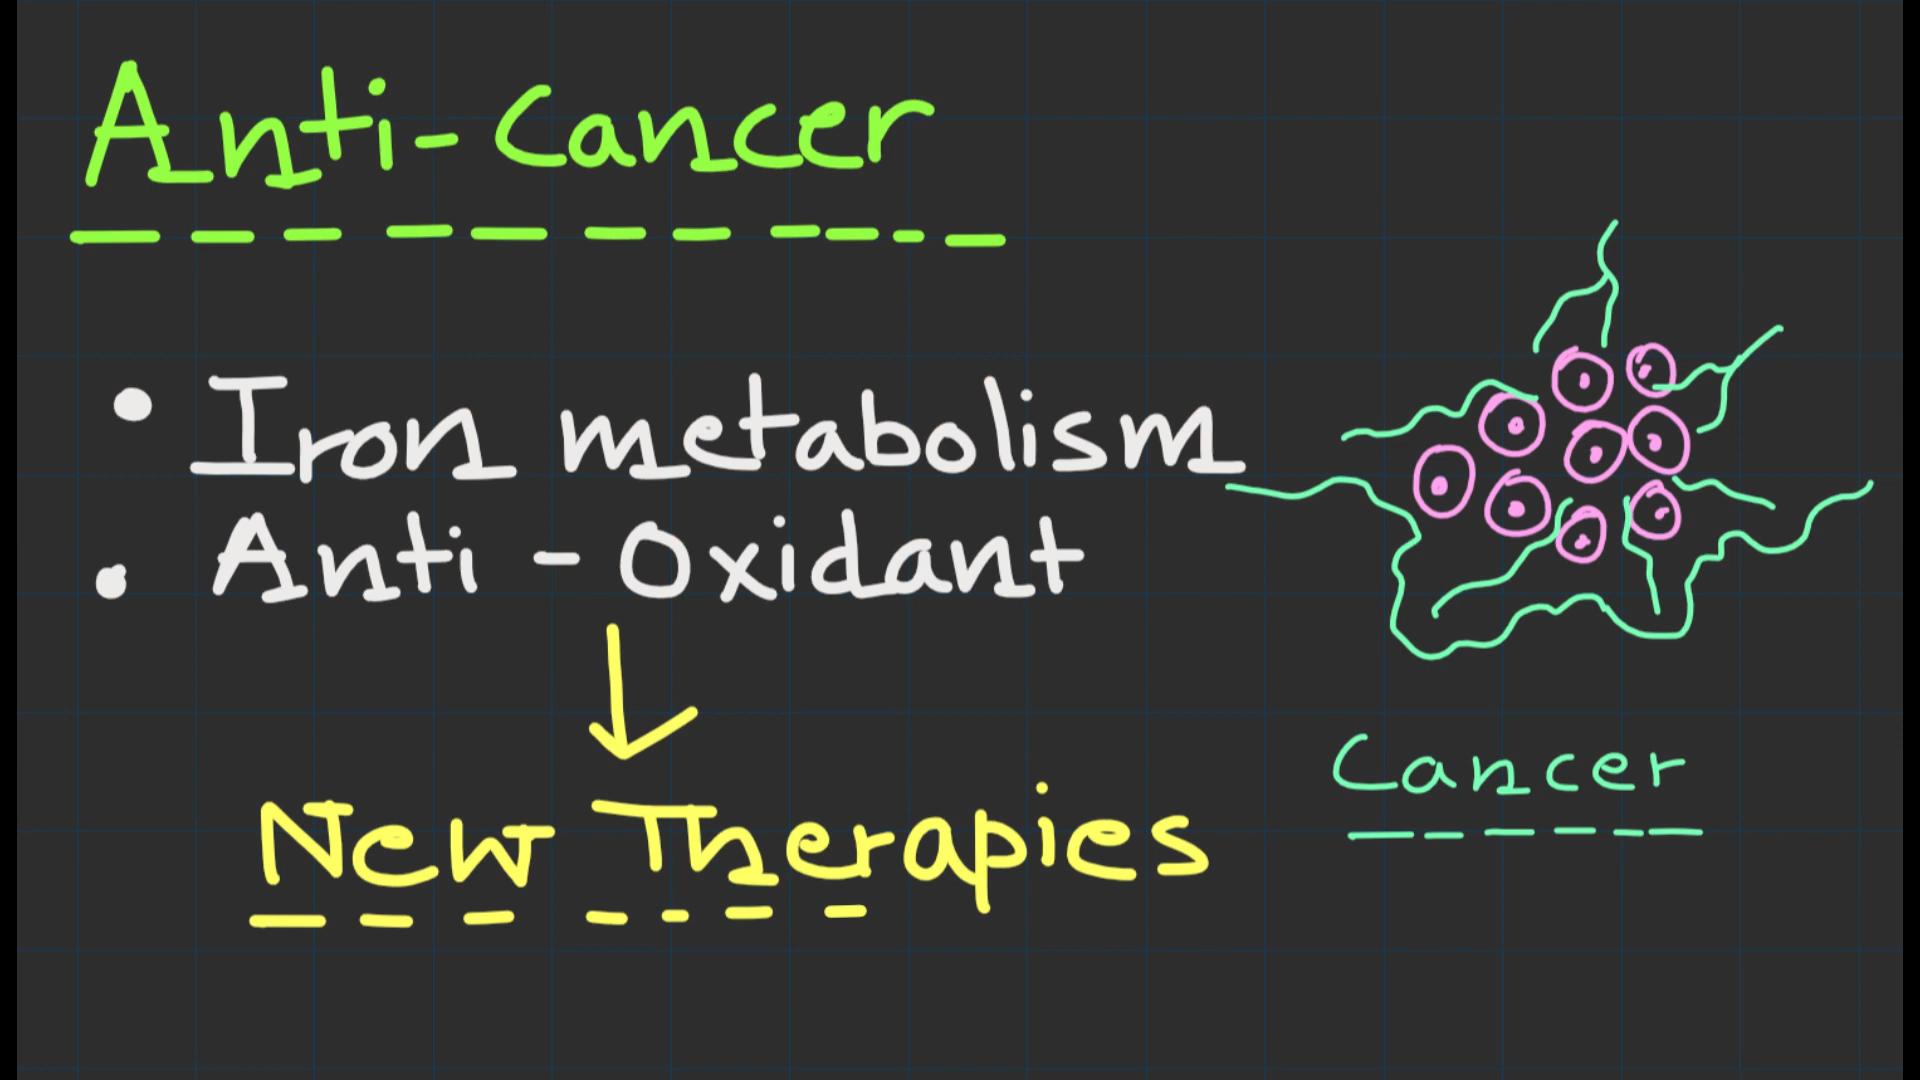 Anti-Cancer
• Iron metabolism
• Anti-Oxidant
New Therapies
Cancer